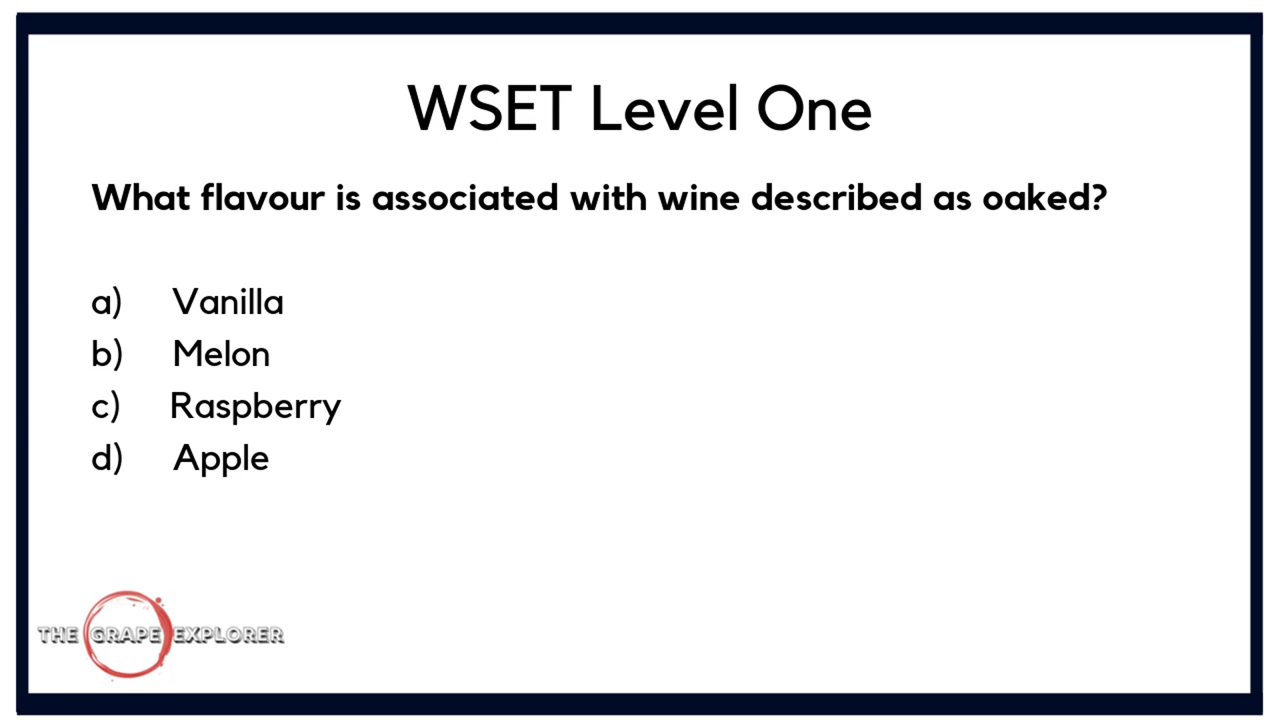 WSET Level One
What flavour is associated with wine described as oaked?
a) Vanilla
b) Melon
c) Raspberry
d) Apple
THE GRAPE EXPLORER